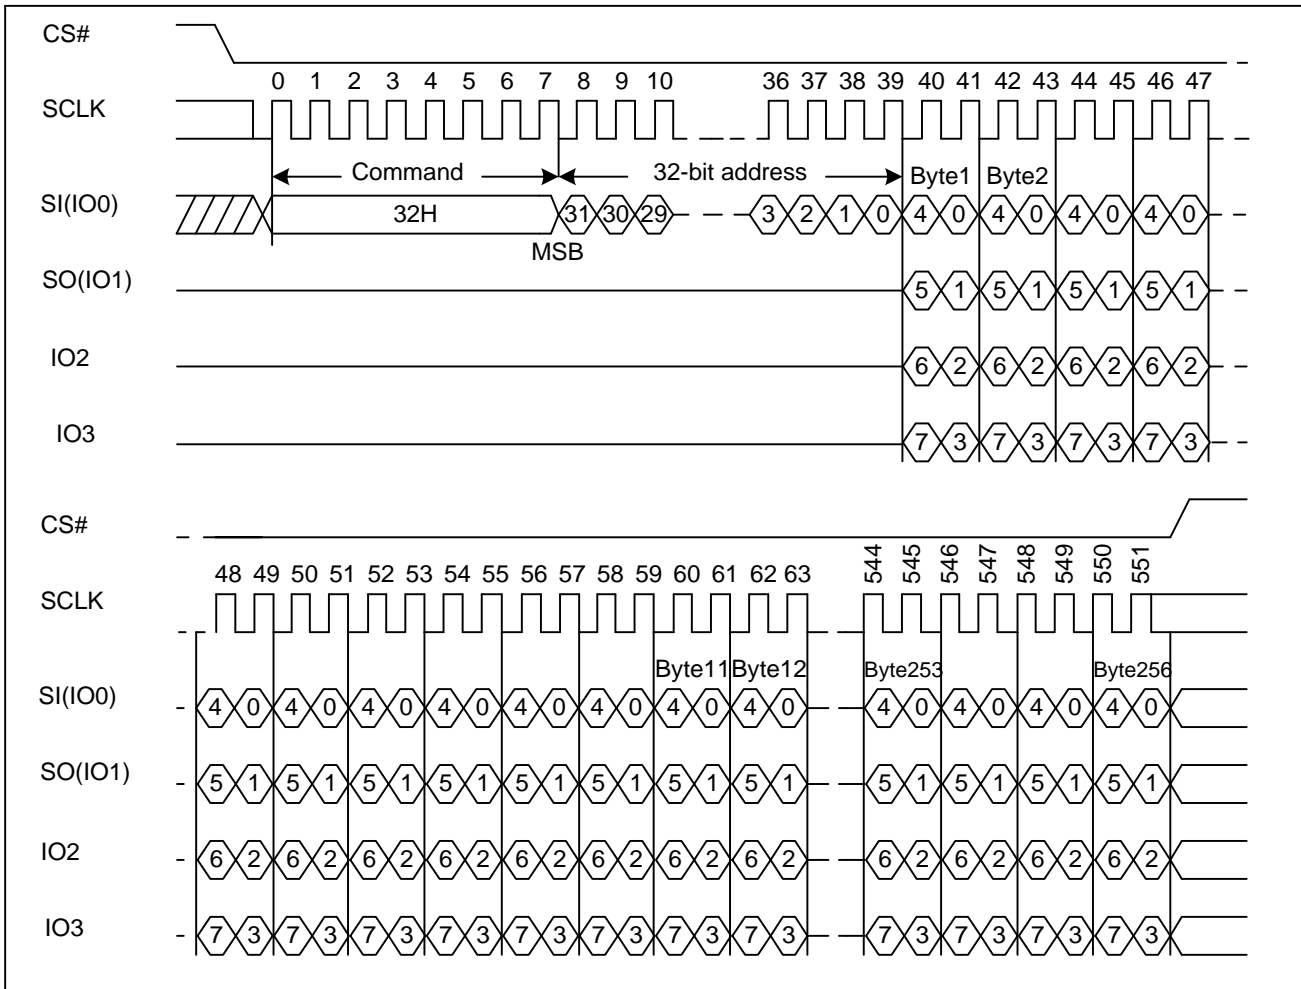 CS#
0 1 2 3 4 5 6 7 8 9 10 36 37 38 39 40 41 42 43 44 45 46 47
SCLK
Command 32-bit address Byte1 Byte2
SI(IO0) 32H 31 30 29 3 2 1 0 4 0 4 0 4 0 4 0
MSB
SO(IO1) 5 1 5 1 5 1 5 1
IO2 6 2 6 2 6 2 6 2
IO3 7 3 7 3 7 3 7 3
CS#
48 49 50 51 52 53 54 55 56 57 58 59 60 61 62 63 544 545 546 547 548 549 550 551
SCLK
Byte11 Byte12 Byte253 Byte256
SI(IO0) 4 0 4 0 4 0 4 0 4 0 4 0 4 0 4 0 4 0 4 0 4 0 4 0
SO(IO1) 5 1 5 1 5 1 5 1 5 1 5 1 5 1 5 1 5 1 5 1 5 1 5 1
IO2 6 2 6 2 6 2 6 2 6 2 6 2 6 2 6 2 6 2 6 2 6 2 6 2
IO3 7 3 7 3 7 3 7 3 7 3 7 3 7 3 7 3 7 3 7 3 7 3 7 3